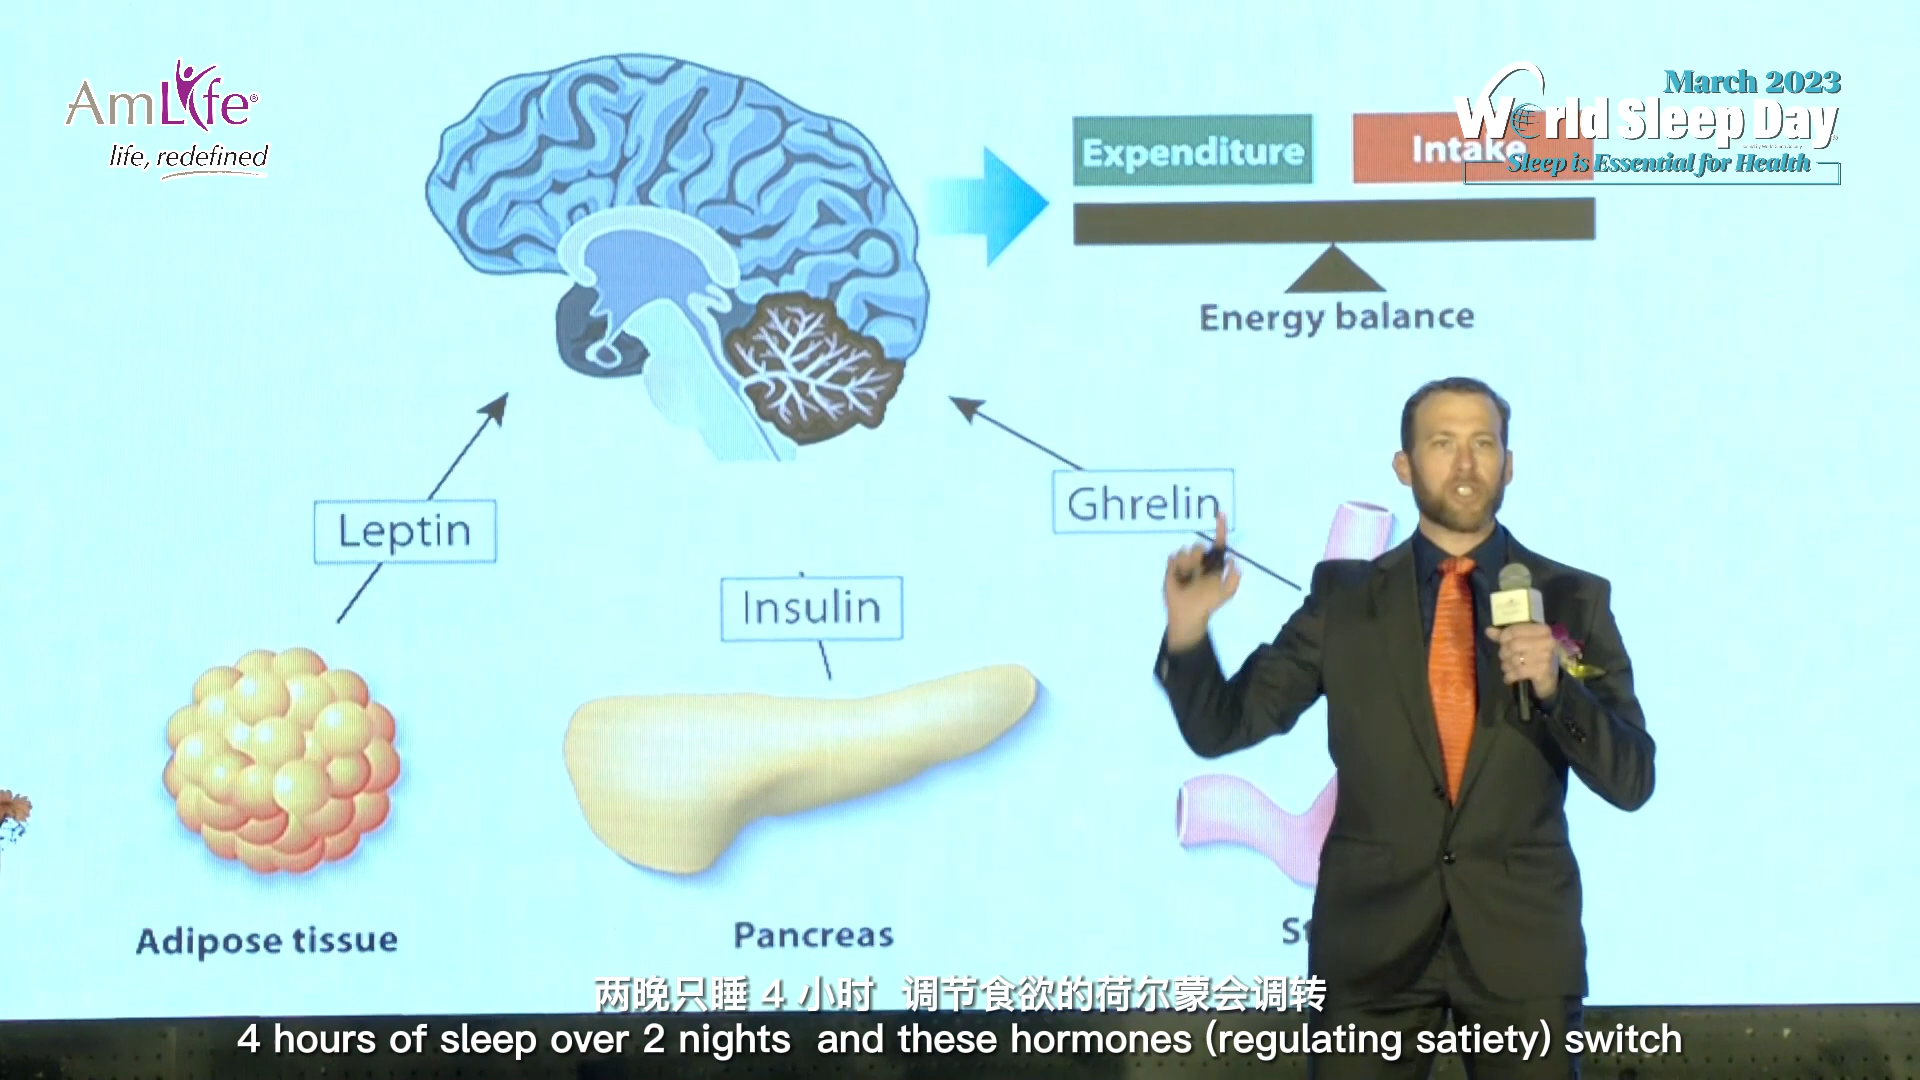 AmLife®
life, redefined
March 2023
World Sleep Day
Sleep is Essential for Health
Expenditure
Intake
Energy balance
Leptin
Ghrelin
Insulin
Adipose tissue
Pancreas
St
两晚只睡 4 小时 调节食欲的荷尔蒙会调转
4 hours of sleep over 2 nights and these hormones (regulating satiety) switch